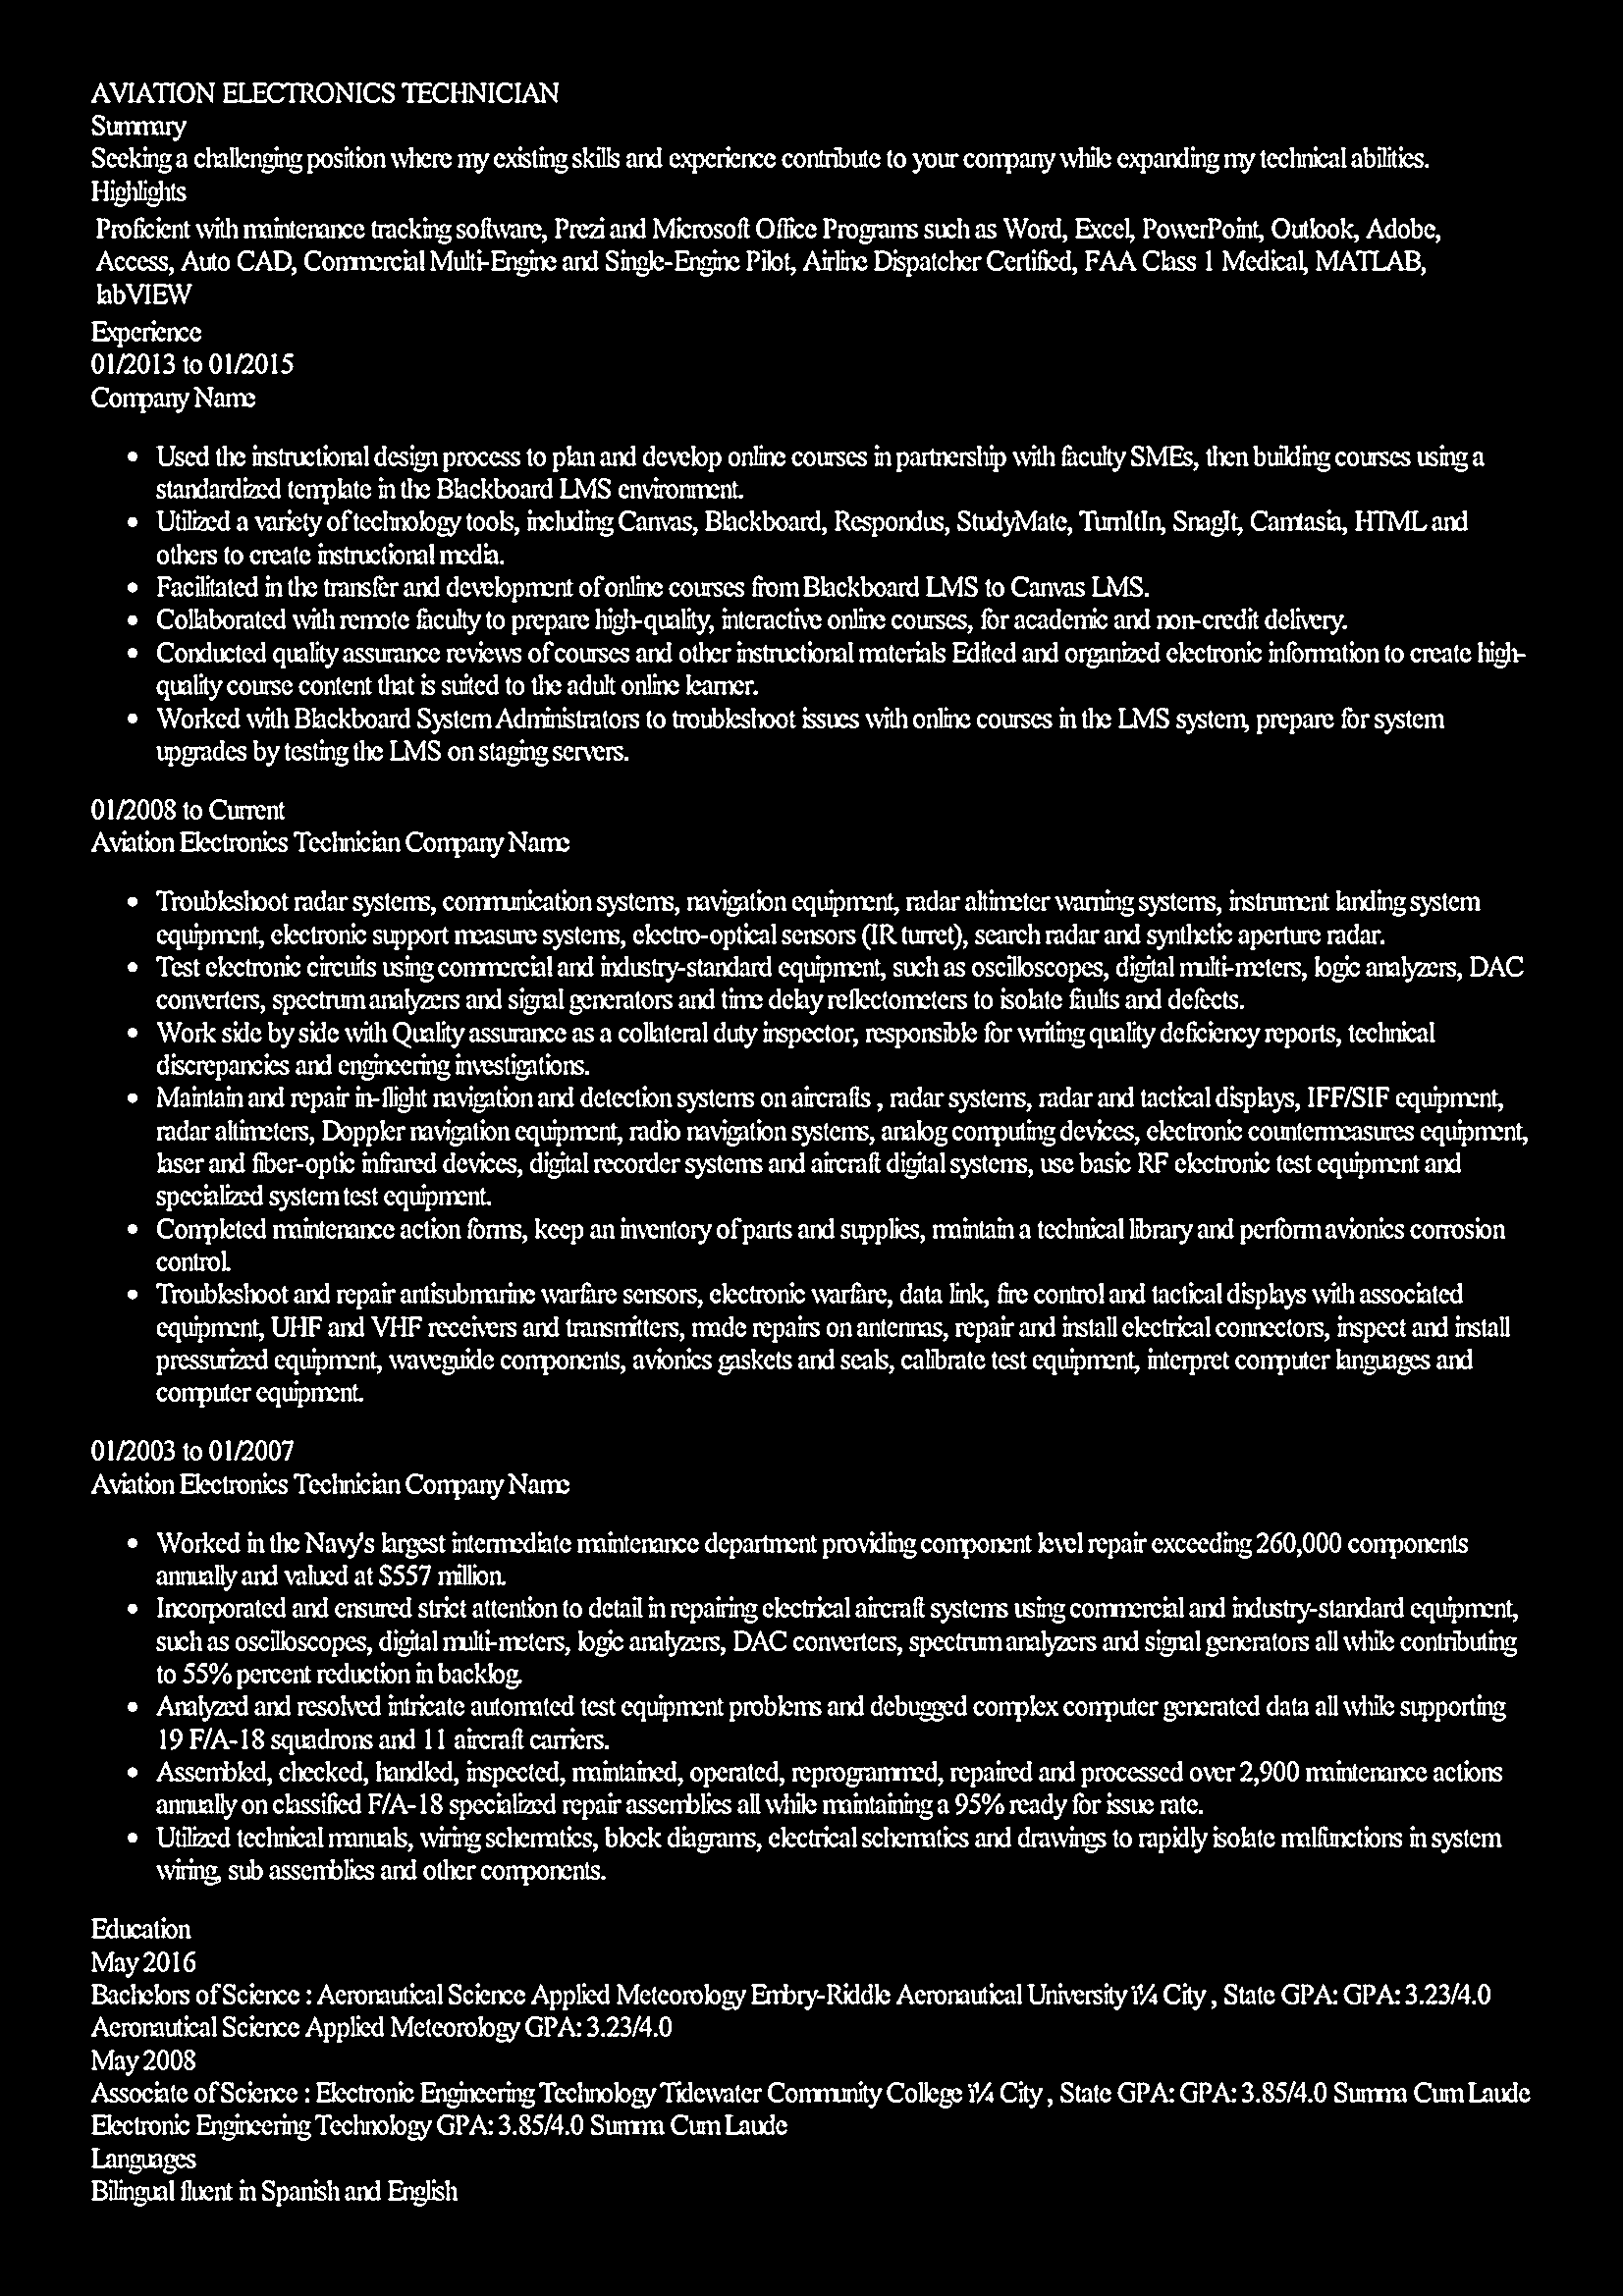 AVIATION ELECTRONICS TECHNICIAN
Summary
Seeking a challenging position where my existing skills and experience contribute to your company while expanding my technical abilities.
Highlights
Proficient with maintenance tracking software, Prezi and Microsoft Office Programs such as Word, Excel, PowerPoint, Outlook, Adobe,
Access, Auto CAD, Commercial Multi-Engine and Single-Engine Pilot, Airline Dispatcher Certified, FAA Class 1 Medical, MATLAB,
labVIEW
Experience
01/2013 to 01/2015
Company Name
• Used the instructional design process to plan and develop online courses in partnership with faculty SMEs, then building courses using a
standardized template in the Blackboard LMS environment.
• Utilized a variety of technology tools, including Canvas, Blackboard, Respondus, StudyMate, TurnItIn, SnagIt, Camtasia, HTML and
others to create instructional media.
• Facilitated in the transfer and development of online courses from Blackboard LMS to Canvas LMS.
• Collaborated with remote faculty to prepare high-quality, interactive online courses, for academic and non-credit delivery.
• Conducted quality assurance reviews of courses and other instructional materials Edited and organized electronic information to create high-
quality course content that is suited to the adult online learner.
• Worked with Blackboard System Administrators to troubleshoot issues with online courses in the LMS system, prepare for system
upgrades by testing the LMS on staging servers.
01/2008 to Current
Aviation Electronics Technician Company Name
• Troubleshoot radar systems, communication systems, navigation equipment, radar altimeter warning systems, instrument landing system
equipment, electronic support measure systems, electro-optical sensors (IR turret), search radar and synthetic aperture radar.
• Test electronic circuits using commercial and industry-standard equipment, such as oscilloscopes, digital multi-meters, logic analyzers, DAC
converters, spectrum analyzers and signal generators and time delay reflectometers to isolate faults and defects.
• Work side by side with Quality assurance as a collateral duty inspector, responsible for writing quality deficiency reports, technical
discrepancies and engineering investigations.
• Maintain and repair in-flight navigation and detection systems on aircrafts , radar systems, radar and tactical displays, IFF/SIF equipment,
radar altimeters, Doppler navigation equipment, radio navigation systems, analog computing devices, electronic countermeasures equipment,
laser and fiber-optic infrared devices, digital recorder systems and aircraft digital systems, use basic RF electronic test equipment and
specialized system test equipment.
• Completed maintenance action forms, keep an inventory of parts and supplies, maintain a technical library and perform avionics corrosion
control.
• Troubleshoot and repair antisubmarine warfare sensors, electronic warfare, data link, fire control and tactical displays with associated
equipment, UHF and VHF receivers and transmitters, made repairs on antennas, repair and install electrical connectors, inspect and install
pressurized equipment, waveguide components, avionics gaskets and seals, calibrate test equipment, interpret computer languages and
computer equipment.
01/2003 to 01/2007
Aviation Electronics Technician Company Name
• Worked in the Navy's largest intermediate maintenance department providing component level repair exceeding 260,000 components
annually and valued at $557 million.
• Incorporated and ensured strict attention to detail in repairing electrical aircraft systems using commercial and industry-standard equipment,
such as oscilloscopes, digital multi-meters, logic analyzers, DAC converters, spectrum analyzers and signal generators all while contributing
to 55% percent reduction in backlog.
• Analyzed and resolved intricate automated test equipment problems and debugged complex computer generated data all while supporting
19 F/A-18 squadrons and 11 aircraft carriers.
• Assembled, checked, handled, inspected, maintained, operated, reprogrammed, repaired and processed over 2,900 maintenance actions
annually on classified F/A-18 specialized repair assemblies all while maintaining a 95% ready for issue rate.
• Utilized technical manuals, wiring schematics, block diagrams, electrical schematics and drawings to rapidly isolate malfunctions in system
wiring, sub assemblies and other components.
Education
May 2016
Bachelors of Science : Aeronautical Science Applied Meteorology Embry-Riddle Aeronautical University ï¼ City , State GPA: GPA: 3.23/4.0
Aeronautical Science Applied Meteorology GPA: 3.23/4.0
May 2008
Associate of Science : Electronic Engineering Technology Tidewater Community College ï¼ City , State GPA: GPA: 3.85/4.0 Summa Cum Laude
Electronic Engineering Technology GPA: 3.85/4.0 Summa Cum Laude
Languages
Bilingual fluent in Spanish and English